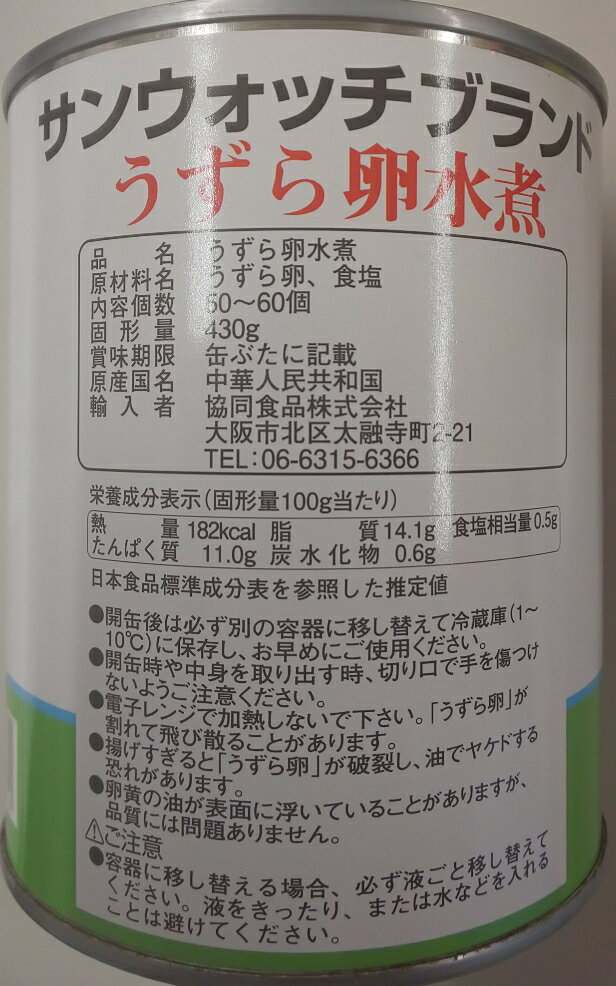 サンウォッチブランド
うずら卵水煮
品名 うずら卵水煮
原材料名 うずら卵、食塩
内容個数 50～60個
固形量 430g
賞味期限 缶ぶたに記載
原産国名 中華人民共和国
輸入者 協同食品株式会社
大阪市北区太融寺町2-21
TEL:06-6315-6366
栄養成分表示(固形量100g当たり)
熱量 182kcal 脂質 14.1g 食塩相当量 0.5g
たんぱく質 11.0g 炭水化物 0.6g
日本食品標準成分表を参照した推定値
●開缶後は必ず別の容器に移し替えて冷蔵庫(1～
10℃)に保存し、お早めにご使用ください。
●開缶時や中身を取り出す時、切り口で手を傷つけ
ないようご注意ください。
●電子レンジで加熱しないで下さい。「うずら卵」が
割れて飛び散ることがあります。
●揚げすぎると「うずら卵」が破裂し、油でヤケドする
恐れがあります。
●卵黄の油が表面に浮いていることがありますが、
品質には問題ありません。
⚠ご注意
●容器に移し替える場合、必ず液ごと移し替えて
ください。液をきったり、または水などを入れる
ことは避けてください。